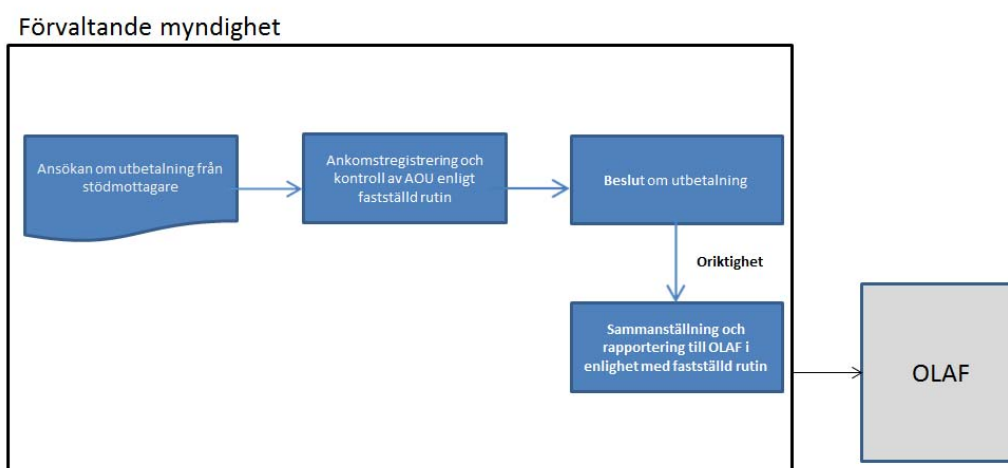 Förvaltande myndighet
Ansökan om utbetalning från
stödmottagare
Ankomstregistrering och
kontroll av AOU enligt
fastställd rutin
Beslut om utbetalning
Oriktighet
Sammanställning och
rapportering till OLAF i
enlighet med fastställd rutin
OLAF